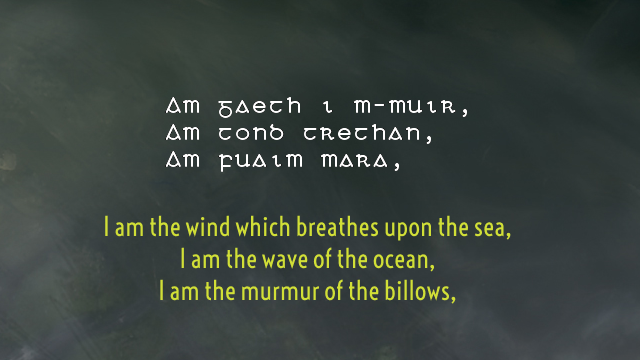 Am gaeth i m-muir,
Am tond trethan,
Am fuaim mara,
I am the wind which breathes upon the sea,
I am the wave of the ocean,
I am the murmur of the billows,